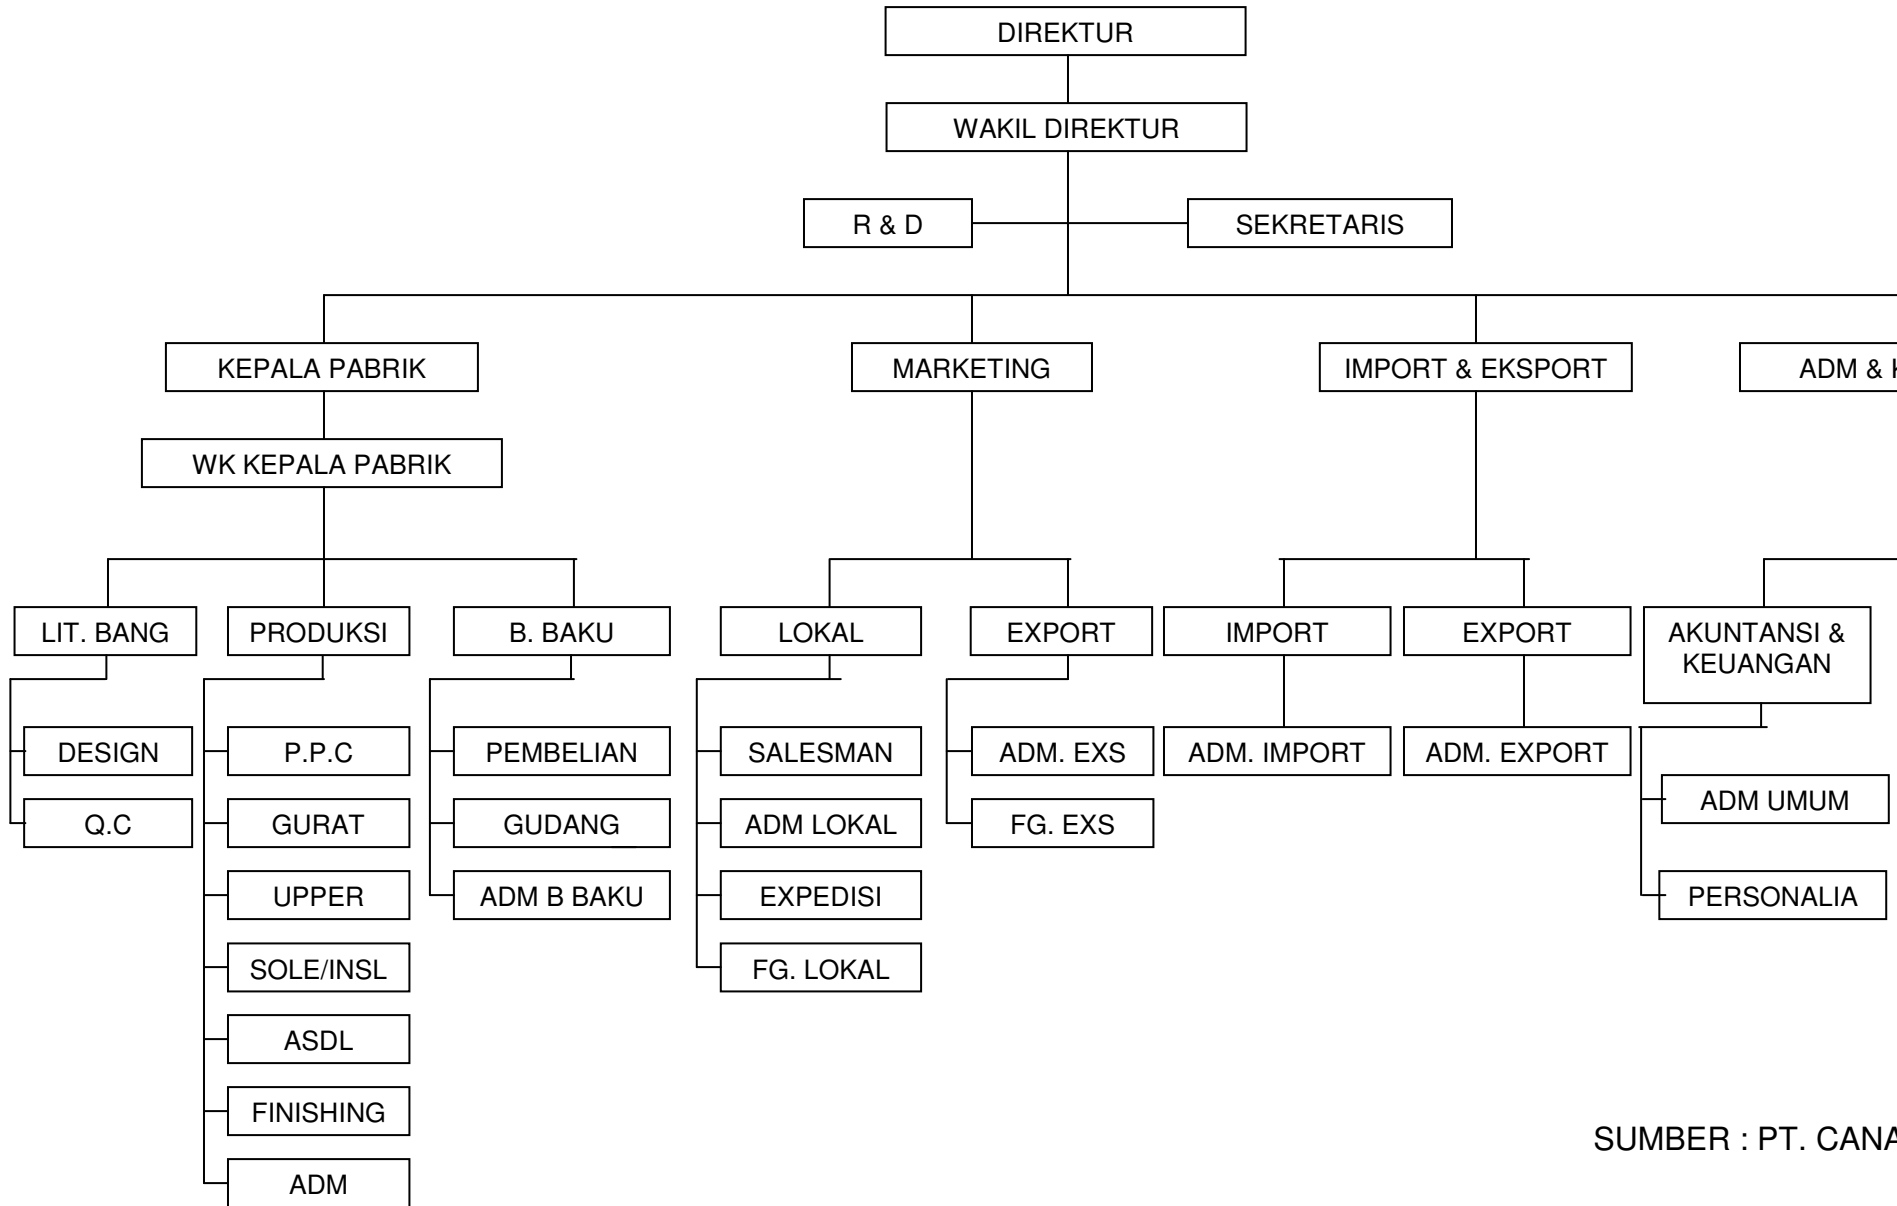 DIREKTUR
WAKIL DIREKTUR
R & D
SEKRETARIS
KEPALA PABRIK
MARKETING
IMPORT & EKSPORT
ADM &
WK KEPALA PABRIK
LIT. BANG
PRODUKSI
B. BAKU
LOKAL
EXPORT
IMPORT
EXPORT
AKUNTANSI &
KEUANGAN
DESIGN
P.P.C
PEMBELIAN
SALESMAN
ADM. EXS
ADM. IMPORT
ADM. EXPORT
ADM UMUM
Q.C
GURAT
GUDANG
ADM LOKAL
FG. EXS
UPPER
ADM B BAKU
EXPEDISI
PERSONALIA
SOLE/INSL
FG. LOKAL
ASDL
FINISHING
SUMBER : PT. CANA
ADM